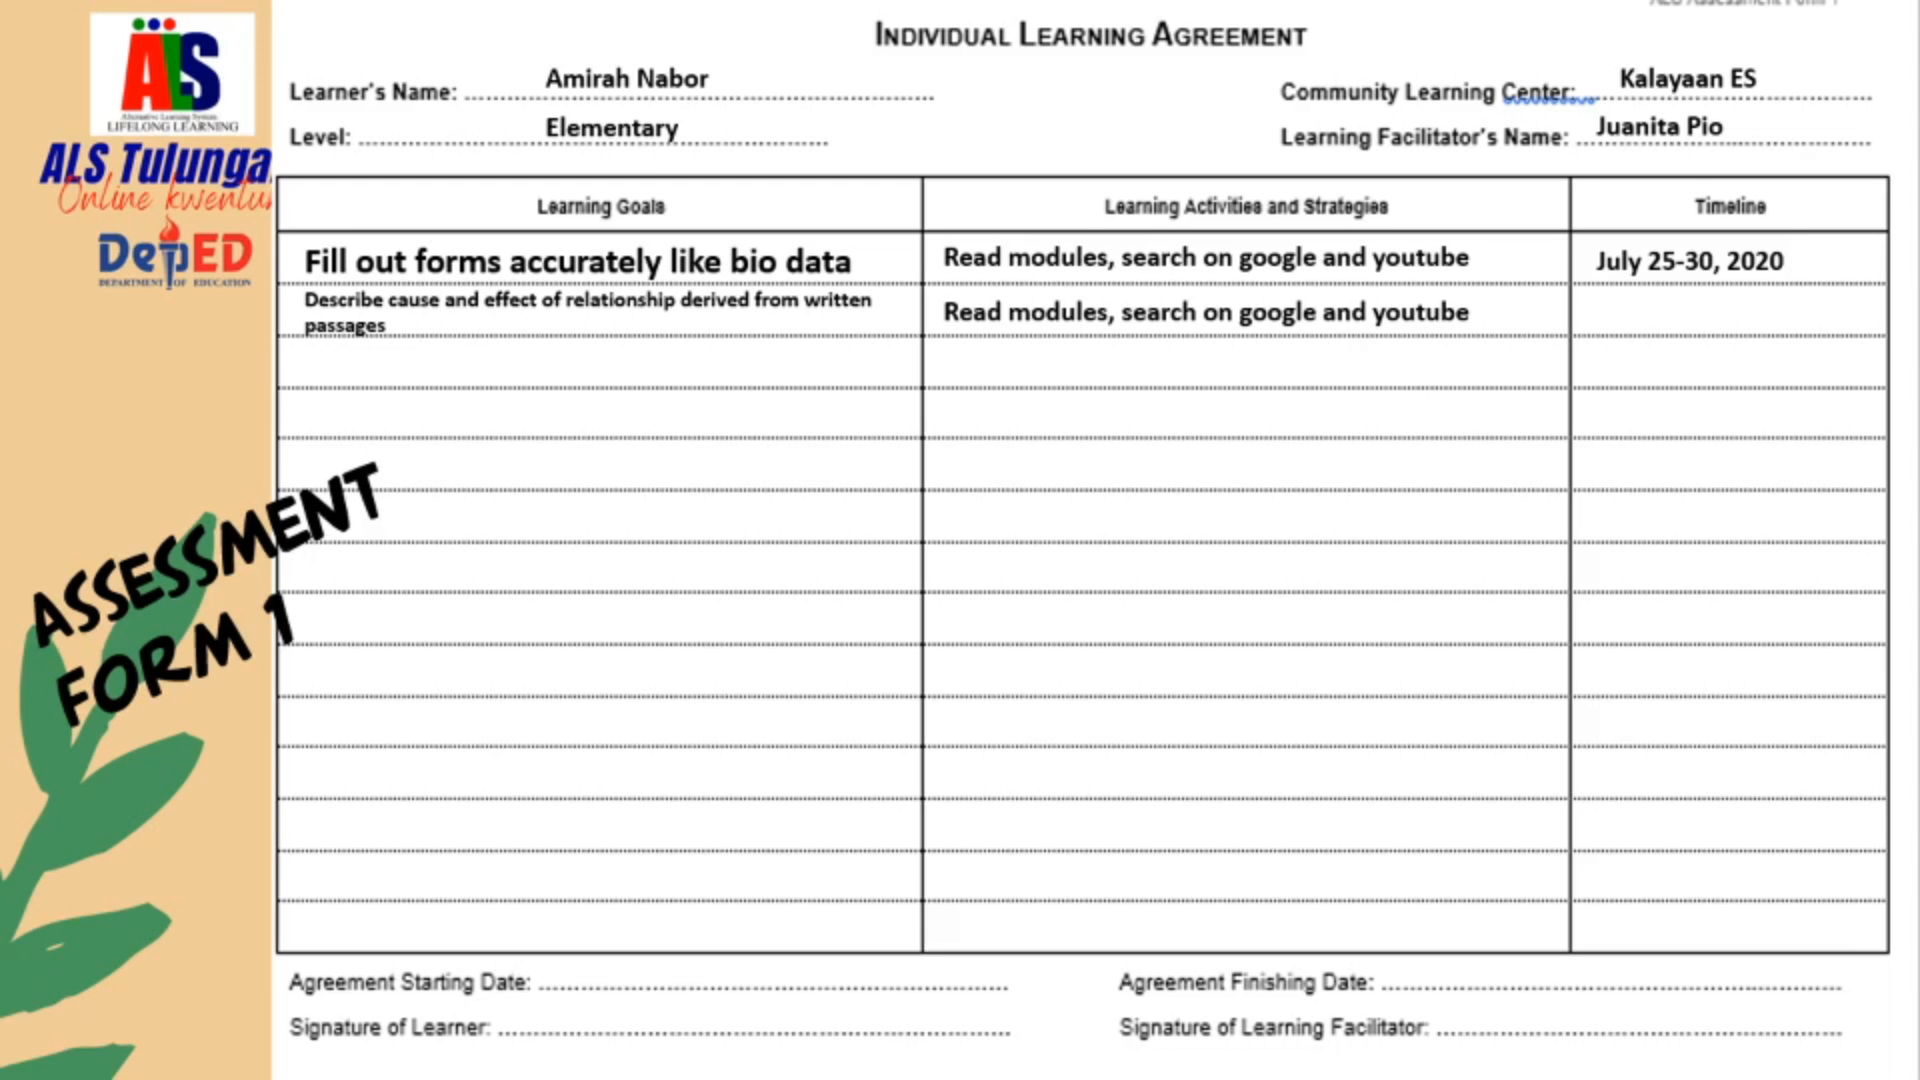 INDIVIDUAL LEARNING AGREEMENT
Learner's Name: Amirah Nabor
Community Learning Center: Kalayaan ES
Level: Elementary
Learning Facilitator's Name: Juanita Pio
ALS
Alternative Learning System
LIFELONG LEARNING
ALS Tulunga
Online kwentu
DepED
DEPARTMENT OF EDUCATION
Learning Goals
Learning Activities and Strategies
Timeline
Fill out forms accurately like bio data
Read modules, search on google and youtube
July 25-30, 2020
Describe cause and effect of relationship derived from written
passages
Read modules, search on google and youtube
ASSESSMENT
FORM 1
Agreement Starting Date:
Agreement Finishing Date:
Signature of Learner:
Signature of Learning Facilitator: